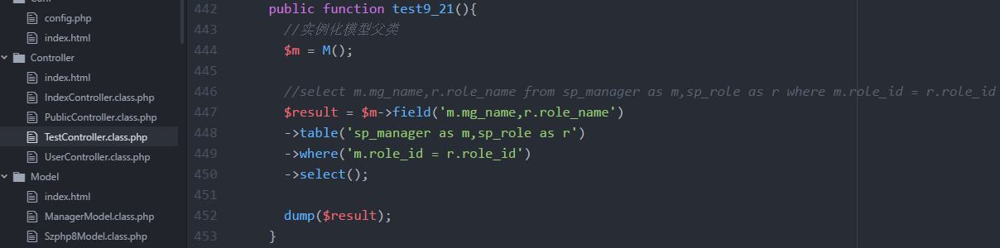 Conf
config.php
index.html
Controller
index.html
IndexController.class.php
PublicController.class.php
TestController.class.php
UserController.class.php
Model
index.html
ManagerModel.class.php
Szphp8Model.class.php
442 public function test9_21(){
443 //实例化模型父类
444 $m = M();
445
446 //select m.mg_name,r.role_name from sp_manager as m,sp_role as r where m.role_id = r.role_id
447 $result = $m->field('m.mg_name,r.role_name')
448 ->table('sp_manager as m,sp_role as r')
449 ->where('m.role_id = r.role_id')
450 ->select();
451
452 dump($result);
453 }